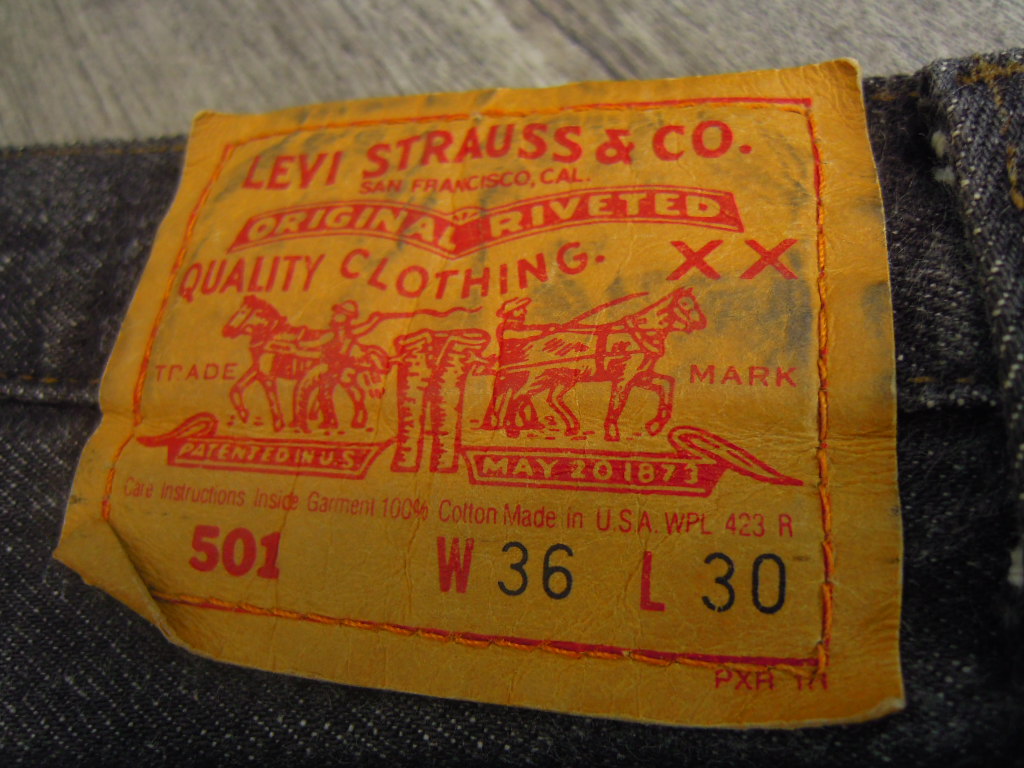 LEVI STRAUSS & CO.
SAN FRANCISCO, CAL.
ORIGINAL RIVETED
QUALITY CLOTHING. XX
TRADE MARK
PATENTED IN U.S. MAY 20 1873
Care Instructions Inside Garment 100% Cotton Made in U.S.A. WPL 423 R
501 W 36 L 30